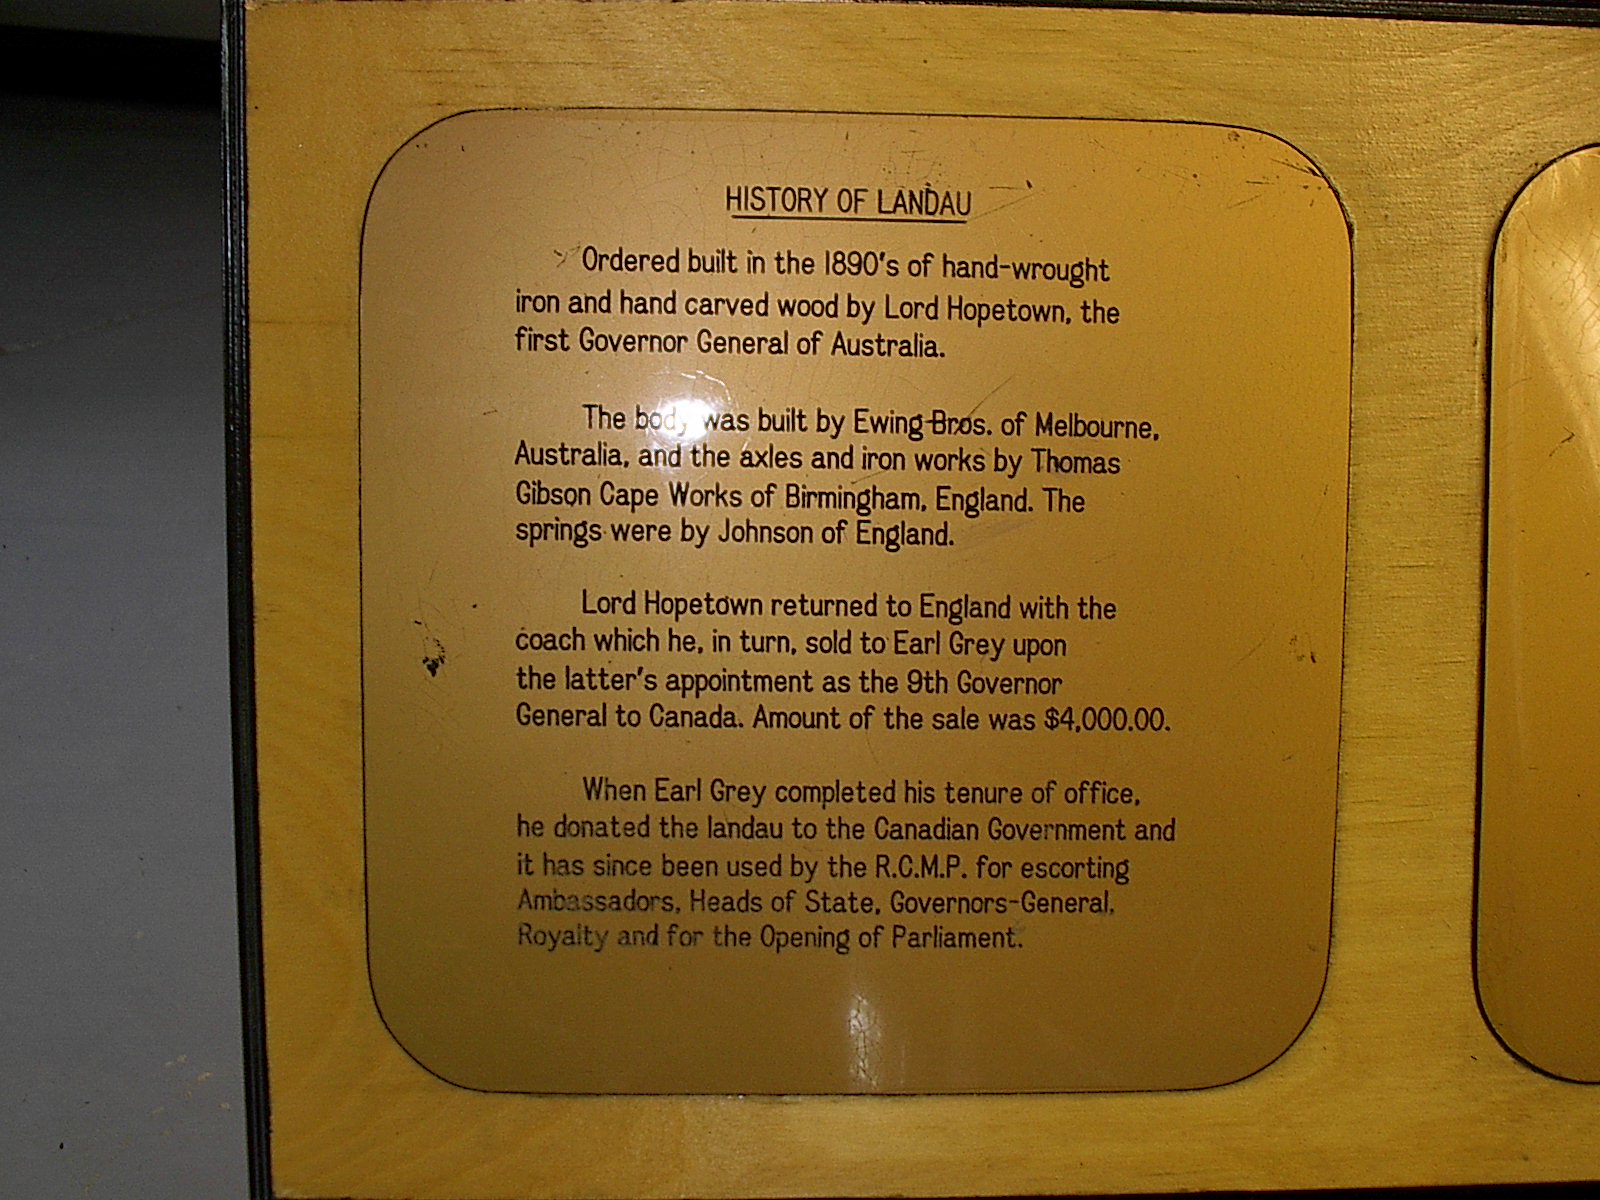 HISTORY OF LANDAU
Ordered built in the 1890's of hand-wrought
iron and hand carved wood by Lord Hopetown, the
first Governor General of Australia.
The body was built by Ewing Bros. of Melbourne,
Australia, and the axles and iron works by Thomas
Gibson Cape Works of Birmingham, England. The
springs were by Johnson of England.
Lord Hopetown returned to England with the
coach which he, in turn, sold to Earl Grey upon
the latter's appointment as the 9th Governor
General to Canada. Amount of the sale was $4,000.00.
When Earl Grey completed his tenure of office,
he donated the landau to the Canadian Government and
it has since been used by the R.C.M.P. for escorting
Ambassadors, Heads of State, Governors-General,
Royalty and for the Opening of Parliament.